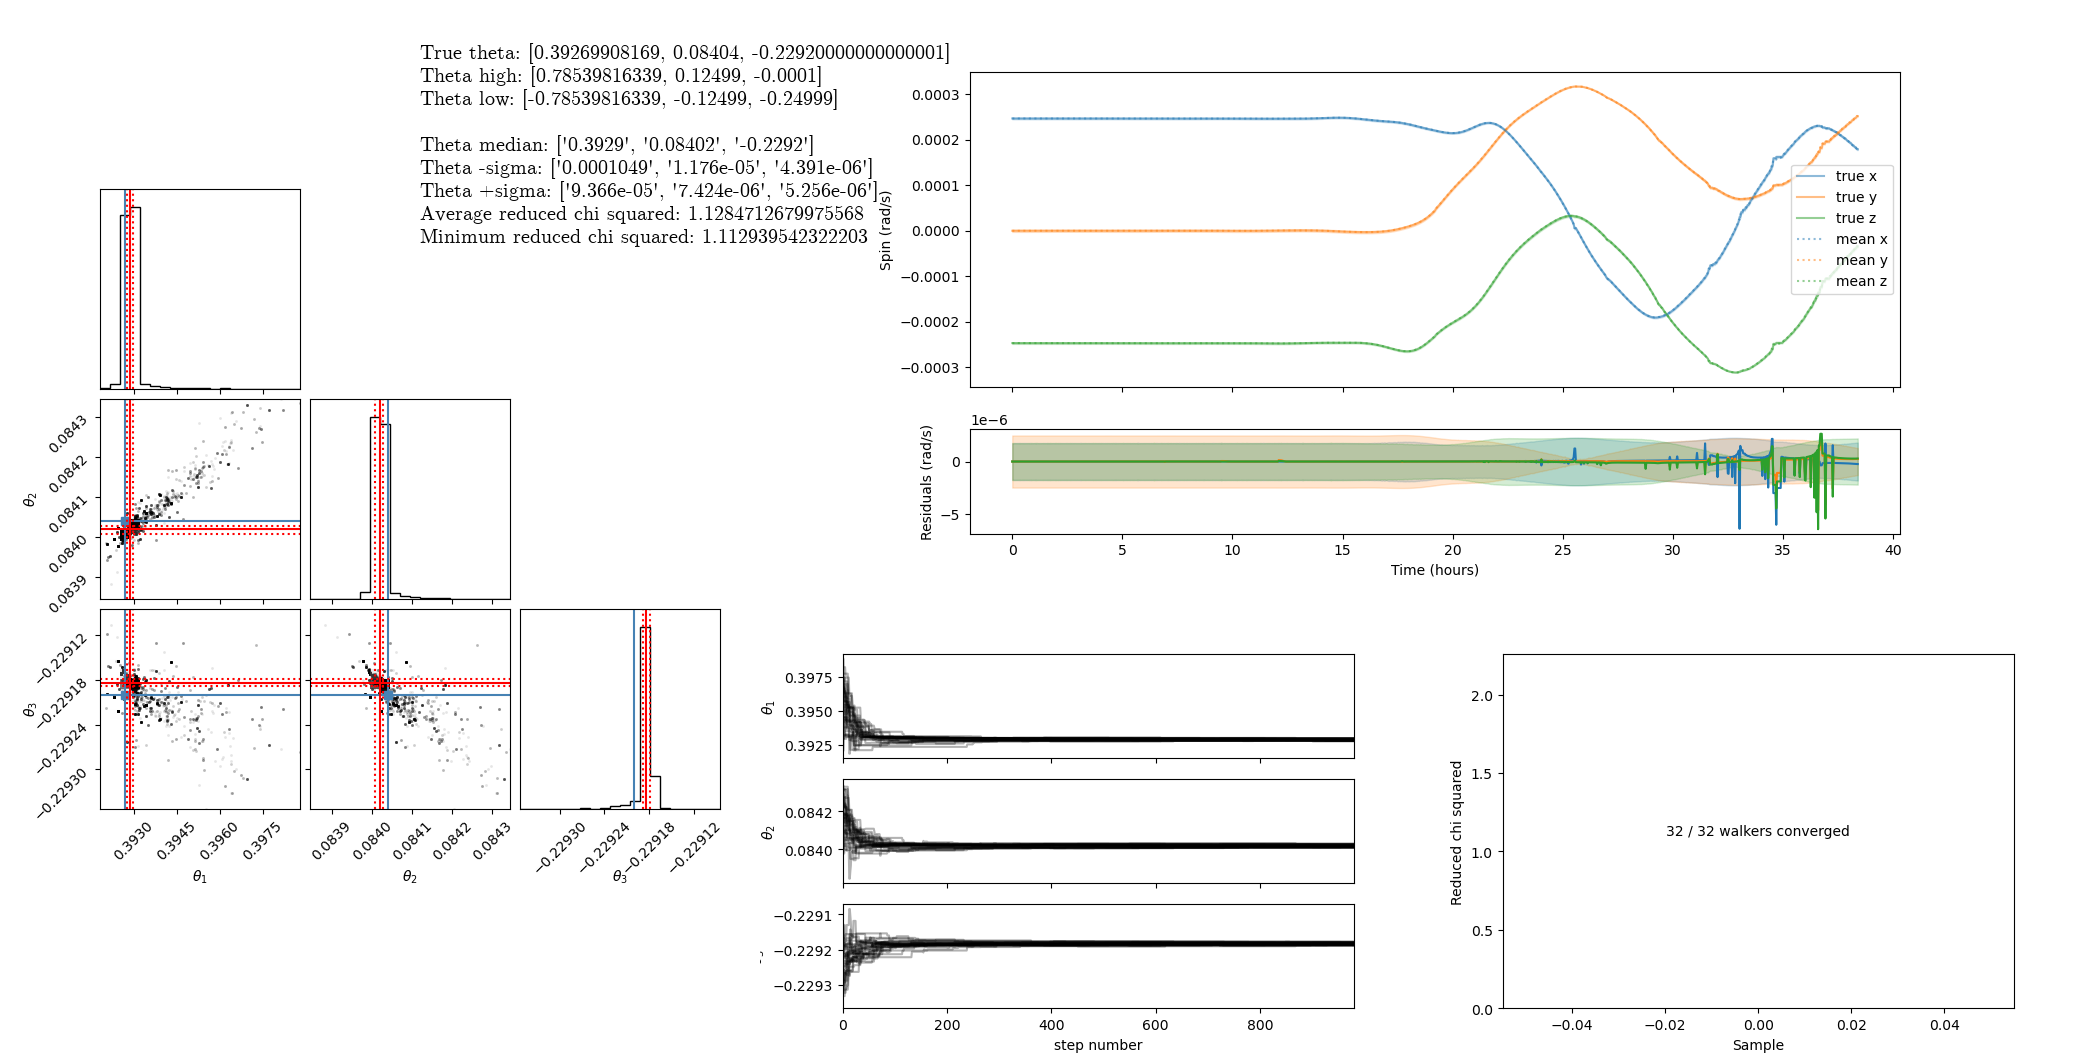 True theta: [0.39269908169, 0.08404, -0.22920000000000001]
Theta high: [0.78539816339, 0.12499, -0.0001]
Theta low: [-0.78539816339, -0.12499, -0.24999]
Theta median: ['0.3929', '0.08402', '-0.2292']
Theta -sigma: ['0.0001049', '1.176e-05', '4.391e-06']
Theta +sigma: ['9.366e-05', '7.424e-06', '5.256e-06']
Average reduced chi squared: 1.1284712679975568
Minimum reduced chi squared: 1.112939542322203
0.0003
0.0002
0.0001
0.0000
−0.0001
−0.0002
−0.0003
Spin (rad/s)
true x
true y
true z
mean x
mean y
mean z
1e−6
0
−5
Residuals (rad/s)
0 5 10 15 20 25 30 35 40
Time (hours)
0.0843
0.0842
0.0841
0.0840
0.0839
θ2
−0.22912
−0.22918
−0.22924
−0.22930
θ3
0.3930 0.3945 0.3960 0.3975
θ1
0.0839 0.0840 0.0841 0.0842 0.0843
θ2
−0.22930 −0.22924 −0.22918 −0.22912
θ3
0.3975
0.3950
0.3925
θ1
0.0842
0.0840
θ2
−0.2291
−0.2292
−0.2293
0 200 400 600 800
step number
2.0
1.5
1.0
0.5
0.0
Reduced chi squared
32 / 32 walkers converged
−0.04 −0.02 0.00 0.02 0.04
Sample